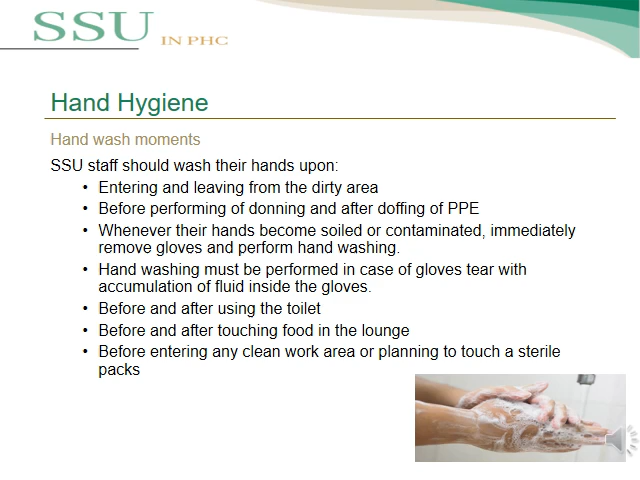 SSU IN PHC
Hand Hygiene
Hand wash moments
SSU staff should wash their hands upon:
• Entering and leaving from the dirty area
• Before performing of donning and after doffing of PPE
• Whenever their hands become soiled or contaminated, immediately
remove gloves and perform hand washing.
• Hand washing must be performed in case of gloves tear with
accumulation of fluid inside the gloves.
• Before and after using the toilet
• Before and after touching food in the lounge
• Before entering any clean work area or planning to touch a sterile
packs